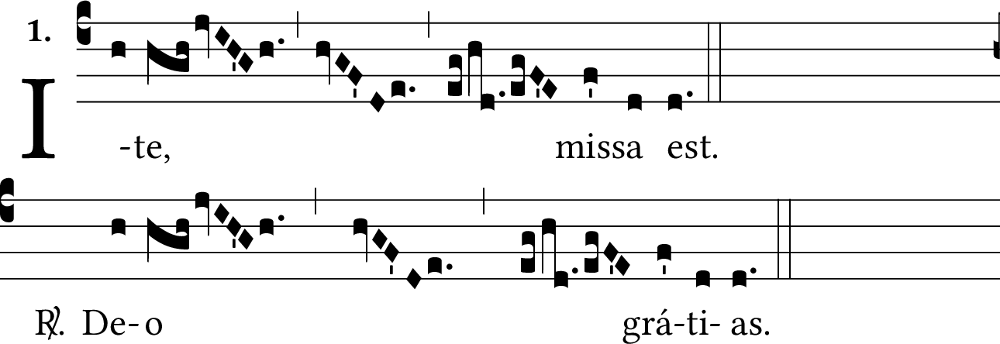 1.
I -te, missa est.
℟. De- o grá-ti- as.